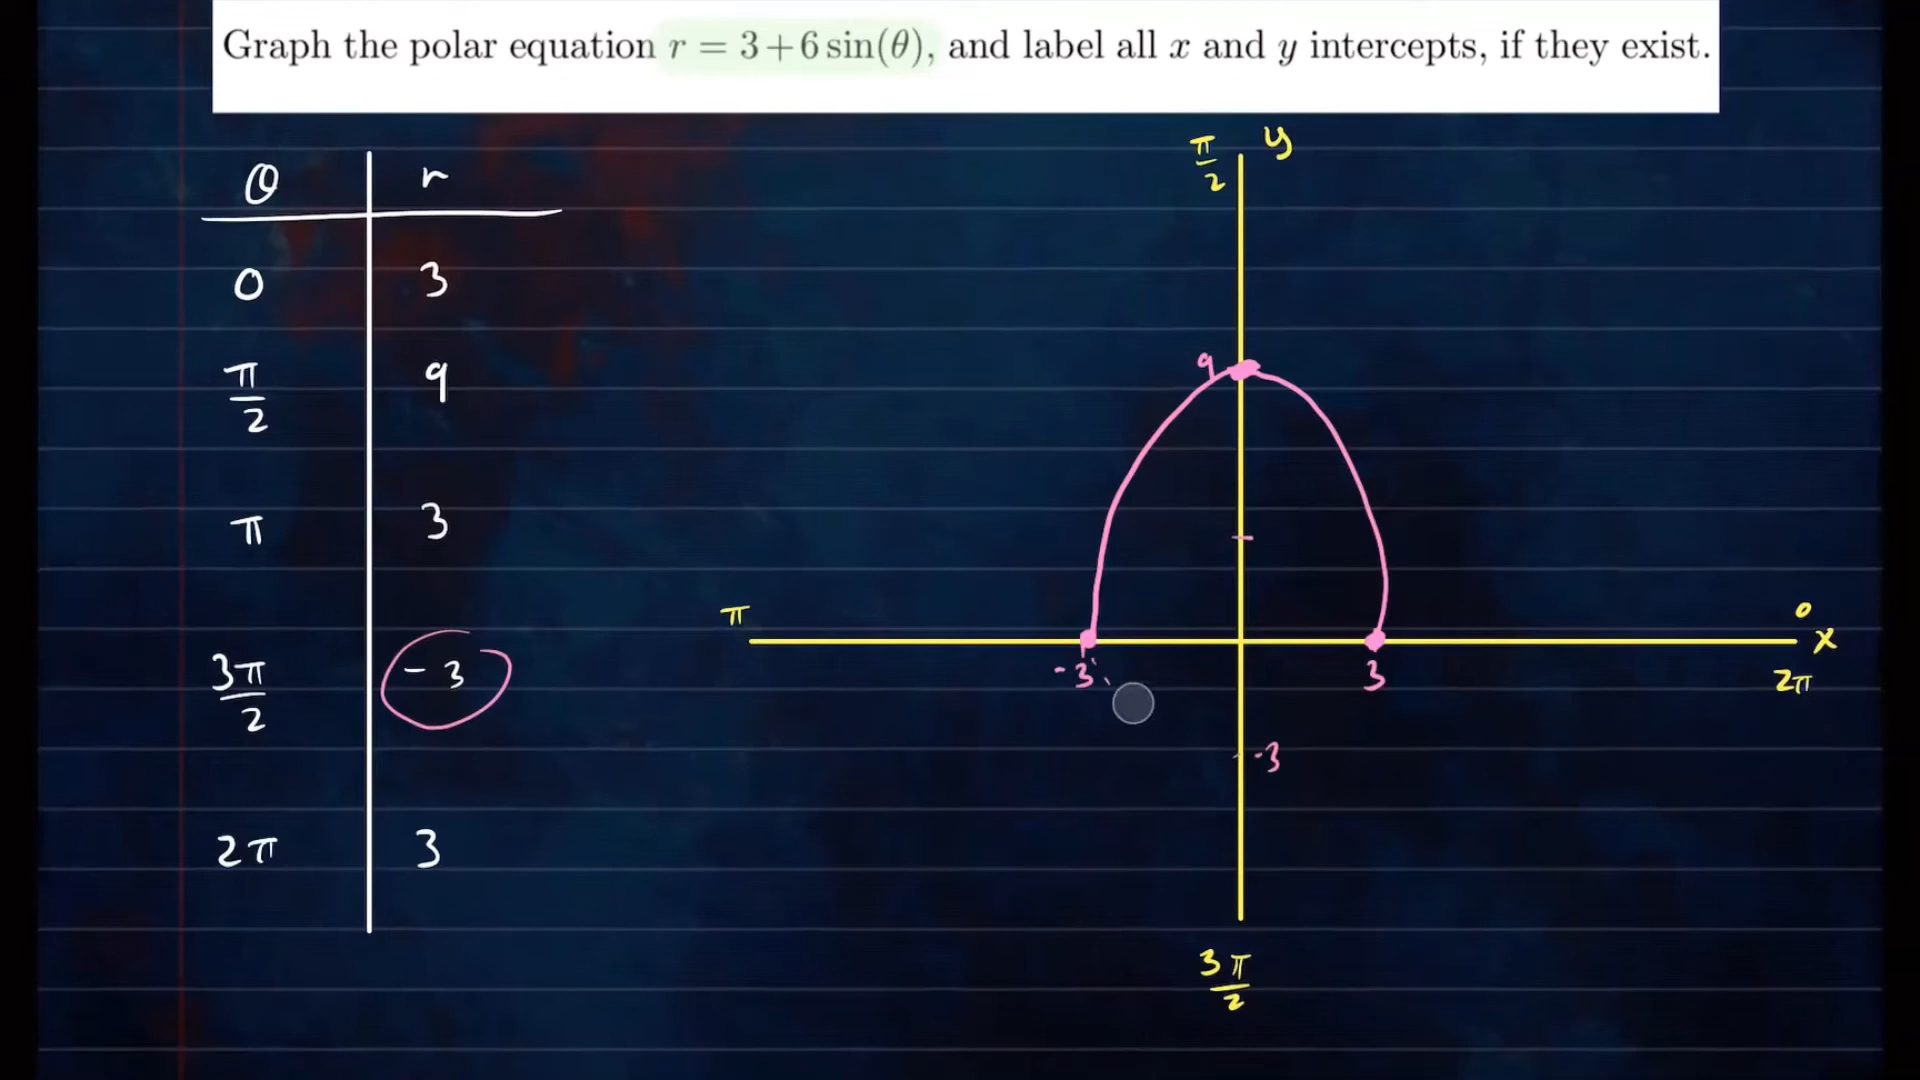 Graph the polar equation r = 3+6 sin(θ), and label all x and y intercepts, if they exist.
θ r
0 3
π/2 9
π 3
3π/2 -3
2π 3
π/2 y
9
π 0
x
-3 3 2π
-3
3π/2